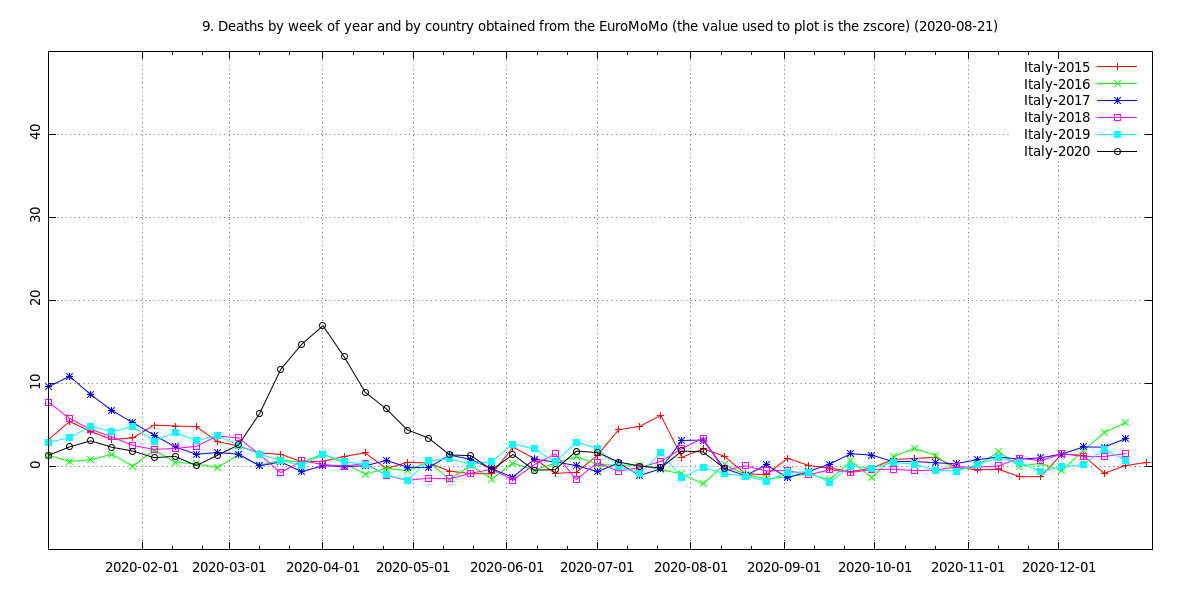 9. Deaths by week of year and by country obtained from the EuroMoMo (the value used to plot is the zscore) (2020-08-21)
Italy-2015
Italy-2016
Italy-2017
Italy-2018
Italy-2019
Italy-2020
40
30
20
10
0
2020-02-01 2020-03-01 2020-04-01 2020-05-01 2020-06-01 2020-07-01 2020-08-01 2020-09-01 2020-10-01 2020-11-01 2020-12-01